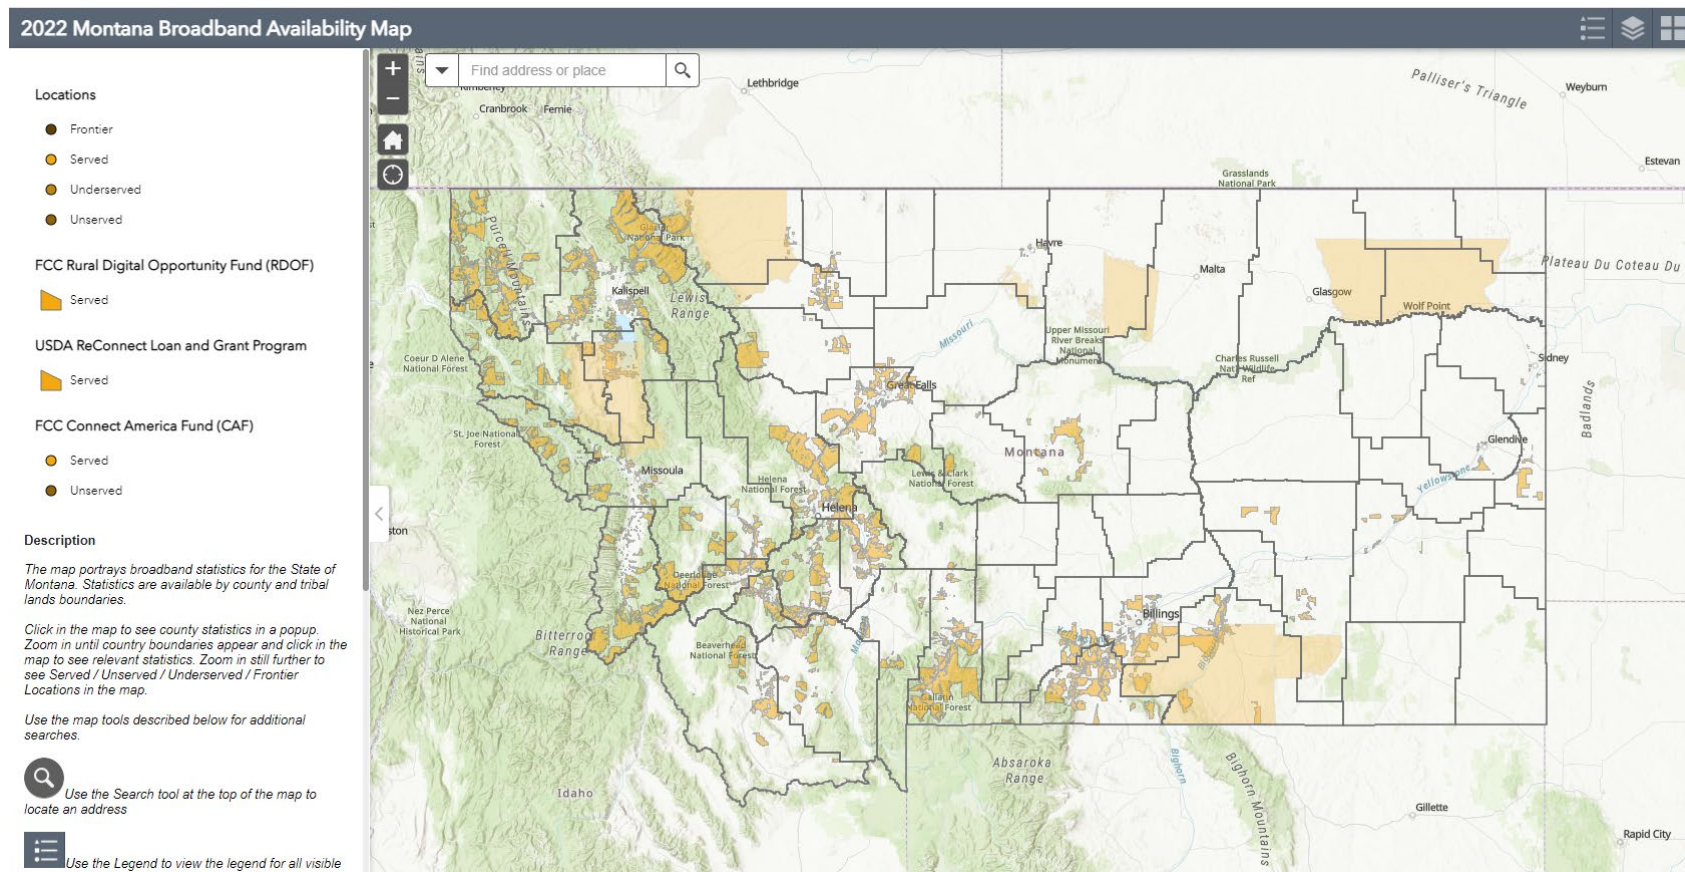 2022 Montana Broadband Availability Map
Locations
Frontier
Served
Underserved
Unserved
FCC Rural Digital Opportunity Fund (RDOF)
Served
USDA ReConnect Loan and Grant Program
Served
FCC Connect America Fund (CAF)
Served
Unserved
Description
The map portrays broadband statistics for the State of
Montana. Statistics are available by county and tribal
lands boundaries.
Click in the map to see county statistics in a popup.
Zoom in until country boundaries appear and click in the
map to see relevant statistics. Zoom in still further to
see Served / Unserved / Underserved / Frontier
Locations in the map.
Use the map tools described below for additional
searches.
Use the Search tool at the top of the map to
locate an address
Use the Legend to view the legend for all visible
+
Find address or place
−
Kimberley
Cranbrook
Fernie
Lethbridge
Palliser's Triangle
Weyburn
Estevan
Grasslands
National Park
Purcell Mountains
Glacier
National Park
Kalispell
Lewis
Range
Havre
Malta
Glasgow
Wolf Point
Plateau Du Coteau Du
Coeur D Alene
National Forest
Missouri
Upper Missouri
River Breaks
National
Monument
Charles Russell
Nat'l Wildlife
Ref
Sidney
Badlands
Great Falls
St. Joe National
Forest
Missoula
Helena
National Forest
Lewis & Clark
National Forest
Montana
Glendive
Yellowstone
Helena
ston
Deerlodge
National Forest
Nez Perce
National
Historical Park
Bitterroot
Range
Beaverhead
National Forest
Billings
Gallatin
National Forest
Absaroka
Range
Bighorn
Bighorn Mountains
Idaho
Gillette
Rapid City